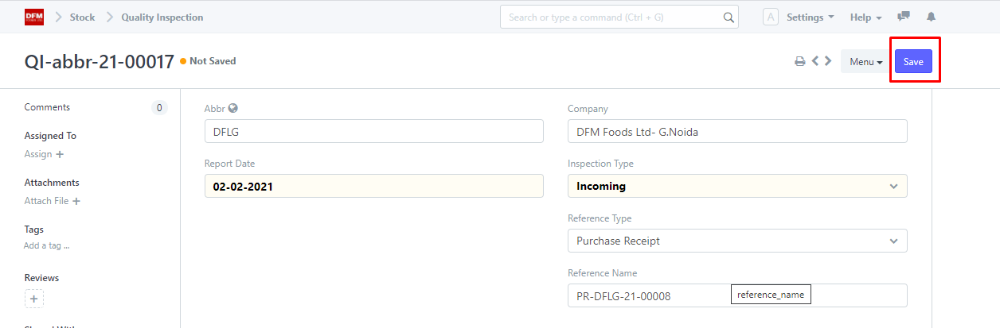 DFM
Stock
Quality Inspection
Search or type a command (Ctrl + G)
A
Settings
Help
QI-abbr-21-00017
Not Saved
Menu
Save
Comments
0
Assigned To
Assign +
Attachments
Attach File +
Tags
Add a tag ...
Reviews
+
Abbr
DFLG
Company
DFM Foods Ltd- G.Noida
Report Date
02-02-2021
Inspection Type
Incoming
Reference Type
Purchase Receipt
Reference Name
PR-DFLG-21-00008
reference_name